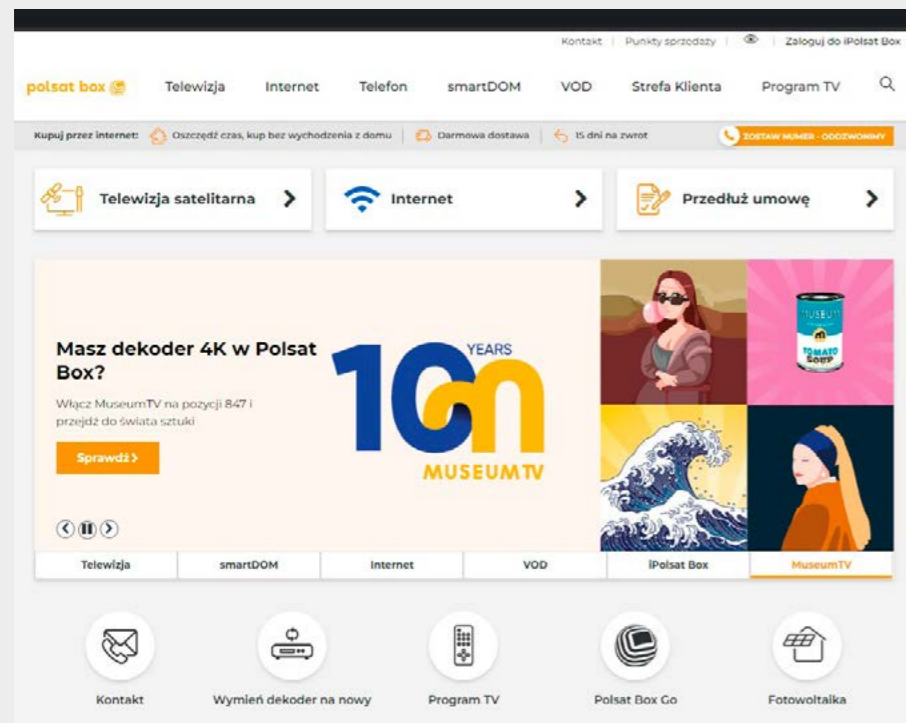 Kontakt Punkty sprzedaży Zaloguj do iPolsat Box
polsat box Telewizja Internet Telefon smartDOM VOD Strefa Klienta Program TV
Kupuj przez internet: Oszczędź czas, kup bez wychodzenia z domu Darmowa dostawa 15 dni na zwrot ZOSTAW NUMER - ODDZWONIMY
Telewizja satelitarna Internet Przedłuż umowę
Masz dekoder 4K w Polsat
Box?
Włącz MuseumTV na pozycji 847 i
przejdź do świata sztuki
Sprawdź >
10 YEARS
MUSEUMTV
MUSEUM
TOMATO
SOUP
Telewizja smartDOM Internet VOD iPolsat Box MuseumTV
Kontakt Wymień dekoder na nowy Program TV Polsat Box Go Fotowoltaika